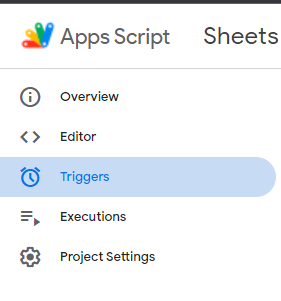 Apps Script Sheets
Overview
Editor
Triggers
Executions
Project Settings